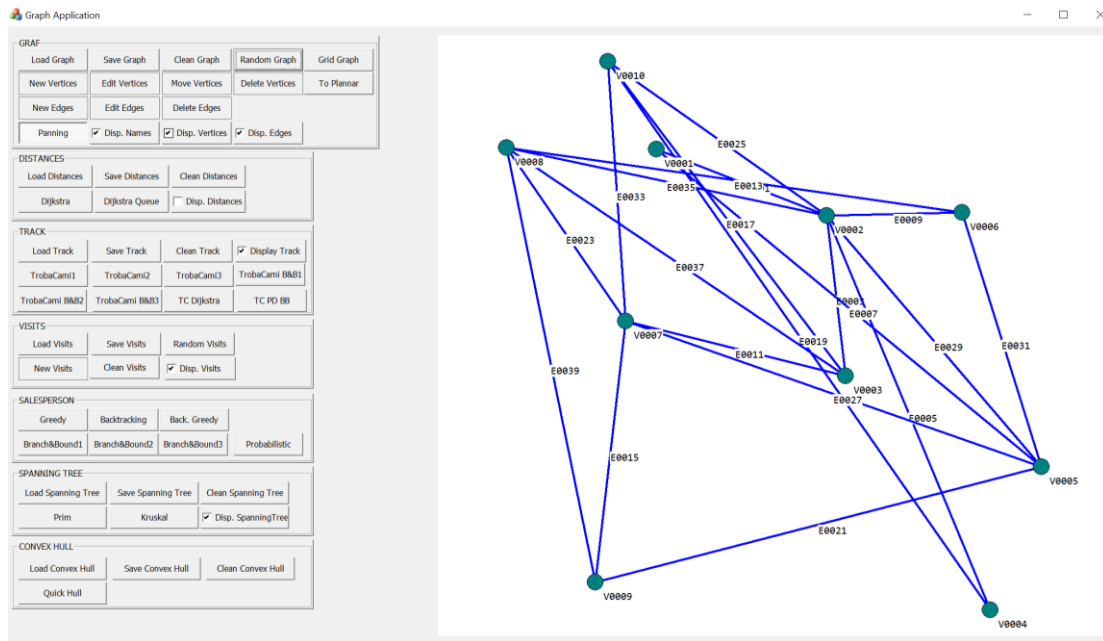 Graph Application
GRAF
Load Graph Save Graph Clean Graph Random Graph Grid Graph
New Vertices Edit Vertices Move Vertices Delete Vertices To Plannar
New Edges Edit Edges Delete Edges
Panning Disp. Names Disp. Vertices Disp. Edges
DISTANCES
Load Distances Save Distances Clean Distances
Dijkstra Dijkstra Queue Disp. Distances
TRACK
Load Track Save Track Clean Track Display Track
TrobaCami1 TrobaCami2 TrobaCami3 TrobaCami B&B1
TrobaCami B&B2 TrobaCami B&B3 TC Dijkstra TC PD BB
VISITS
Load Visits Save Visits Random Visits
New Visits Clean Visits Disp. Visits
SALESPERSON
Greedy Backtracking Back. Greedy
Branch&Bound1 Branch&Bound2 Branch&Bound3 Probabilistic
SPANNING TREE
Load Spanning Tree Save Spanning Tree Clean Spanning Tree
Prim Kruskal Disp. SpanningTree
CONVEX HULL
Load Convex Hull Save Convex Hull Clean Convex Hull
Quick Hull
V0010
E0025
V0008 V0001
E0035 E0013
E0033
E0017 V0002 E0009 V0006
E0023
E0037
E0007
V0007 E0019 E0029 E0031
E0011
E0039 V0003
E0027
E0005
E0015
V0005
E0021
V0009
V0004